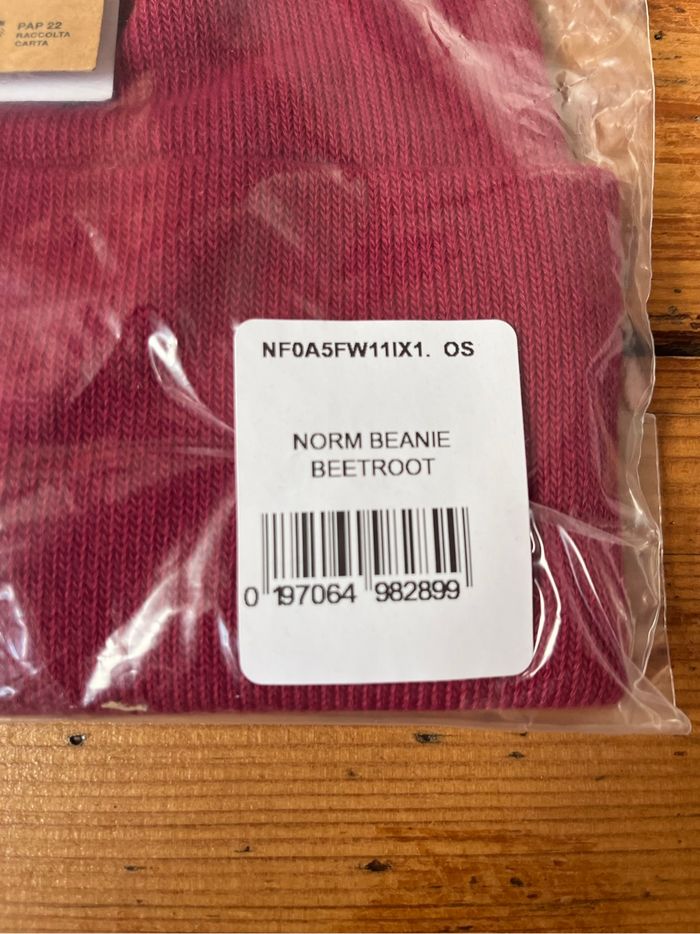 PAP 22
RACCOLTA
CARTA
NF0A5FW11IX1. OS
NORM BEANIE
BEETROOT
0 197064 982899